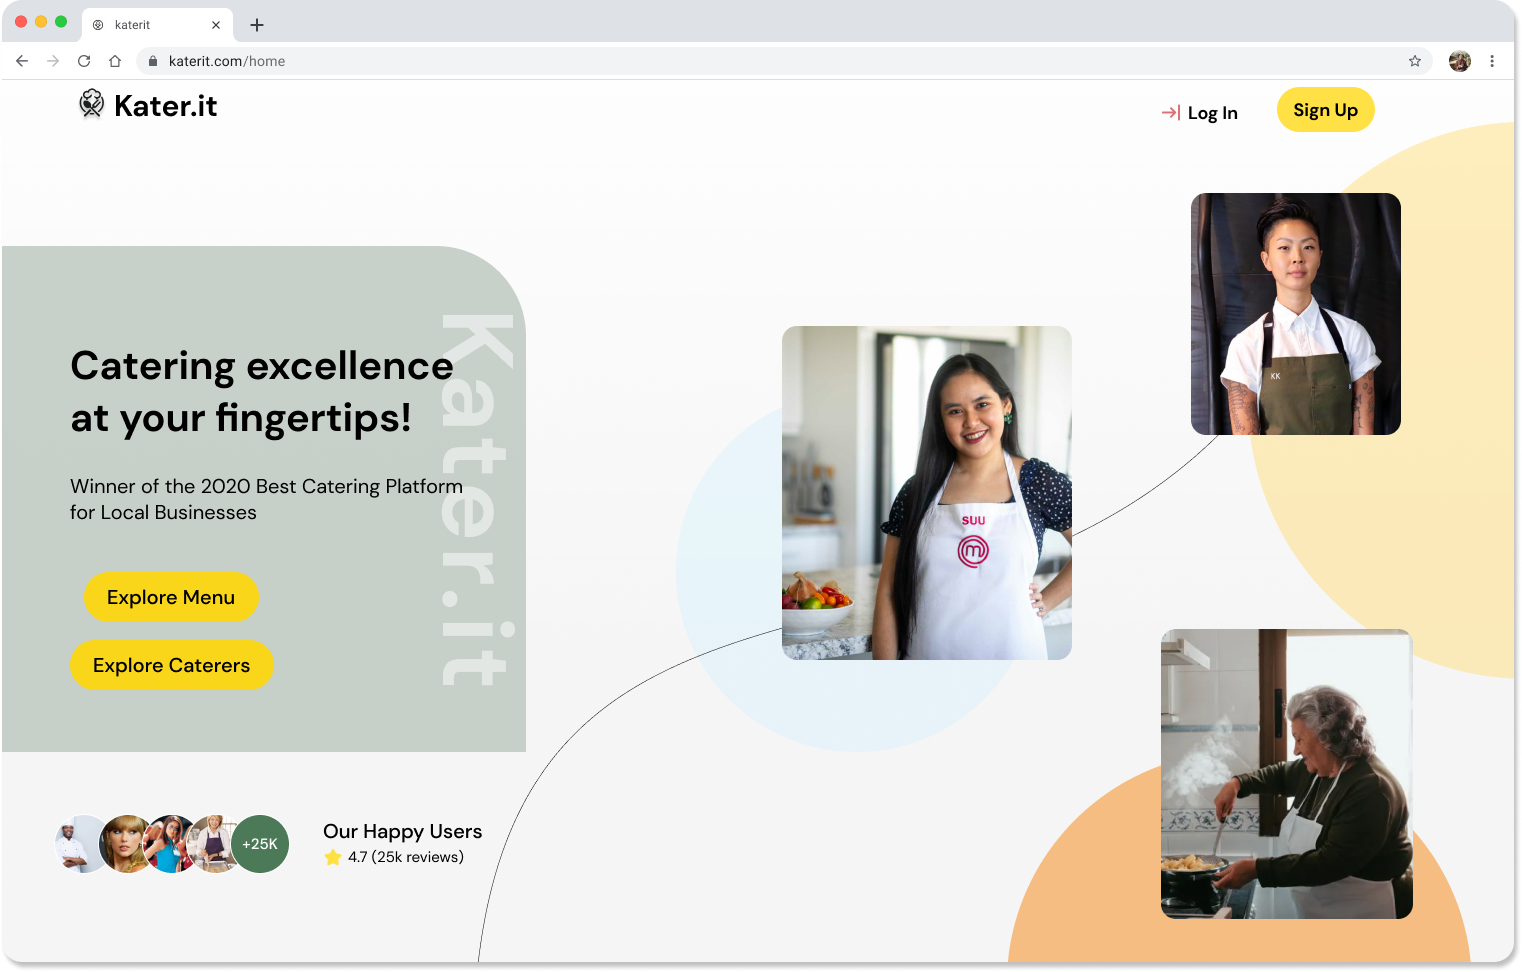 katerit
katerit.com/home
Kater.it
Log In
Sign Up
Catering excellence
at your fingertips!
Kater.it
Winner of the 2020 Best Catering Platform
for Local Businesses
Explore Menu
Explore Caterers
SUU
m
KK
+25K
Our Happy Users
4.7 (25k reviews)